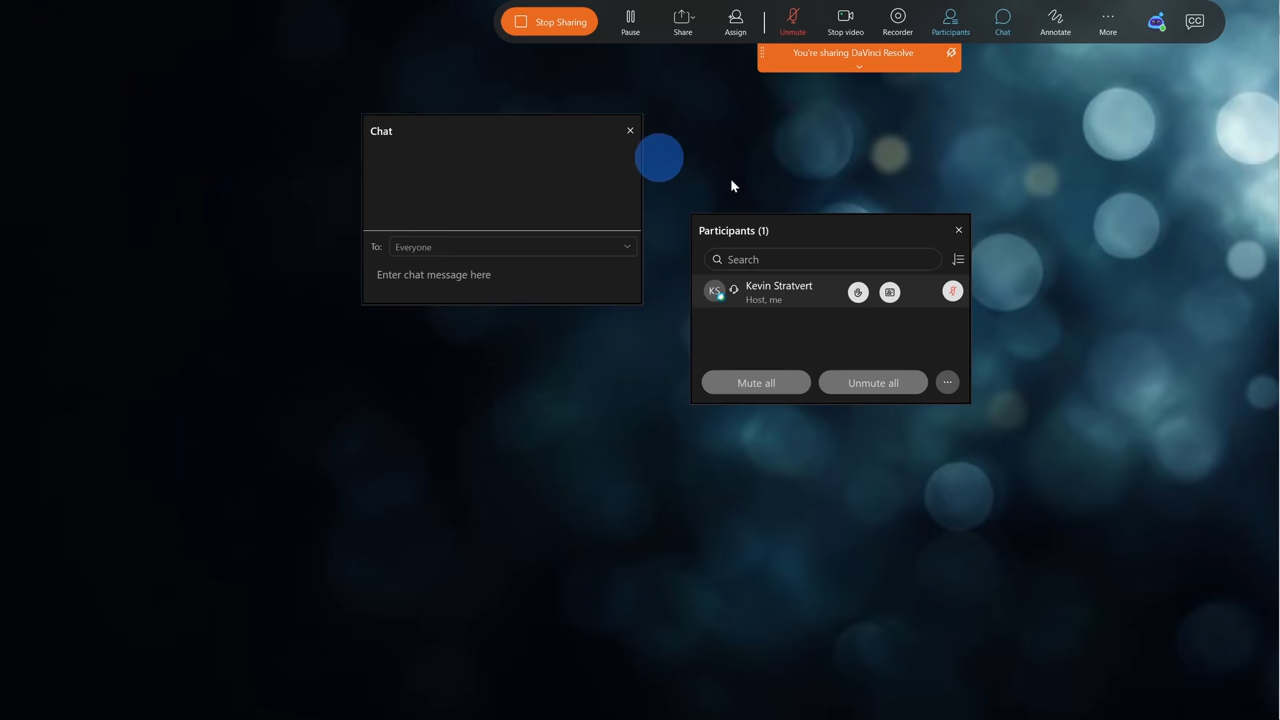 Stop Sharing
Pause
Share
Assign
Unmute
Stop video
Recorder
Participants
Chat
Annotate
More
CC
You're sharing DaVinci Resolve
Chat
To: Everyone
Enter chat message here
Participants (1)
Search
KS
Kevin Stratvert
Host, me
Mute all
Unmute all